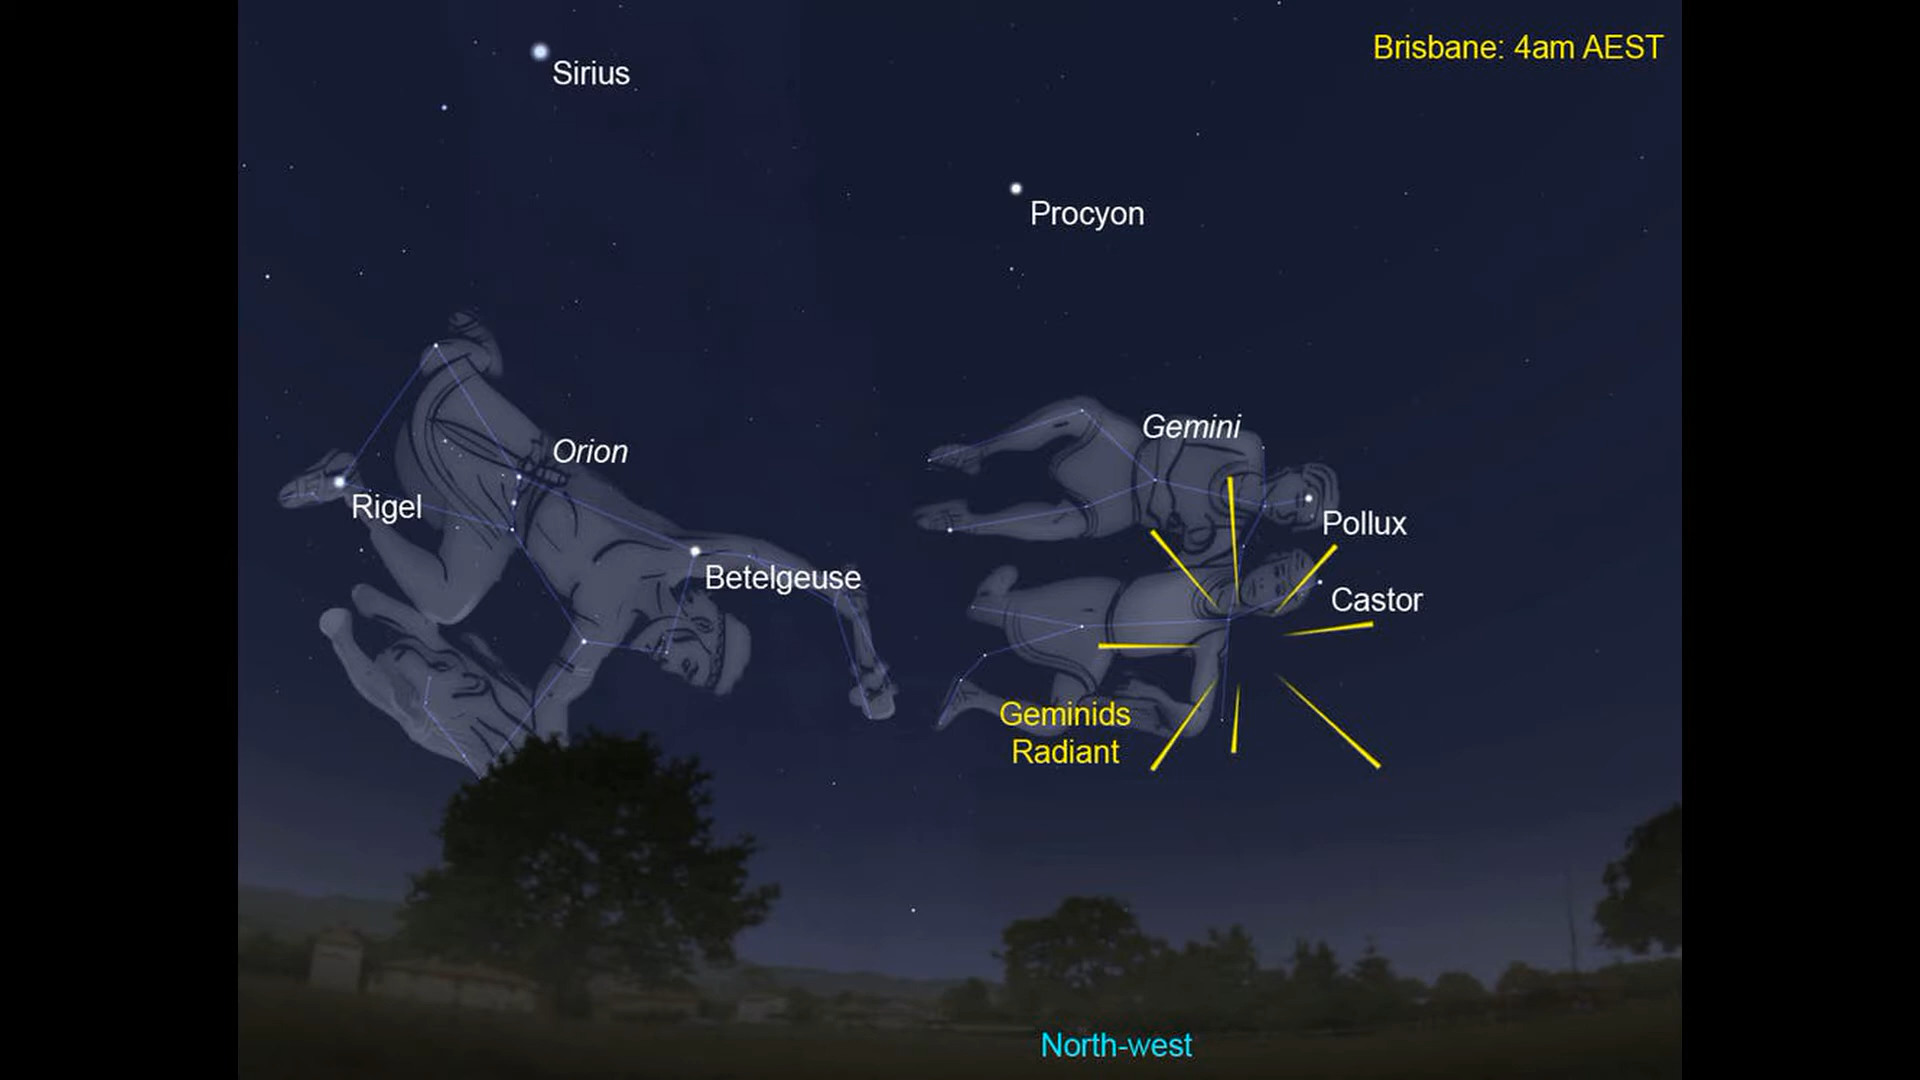 Brisbane: 4am AEST
Sirius
Procyon
Gemini
Orion
Rigel
Pollux
Betelgeuse
Castor
Geminids
Radiant
North-west